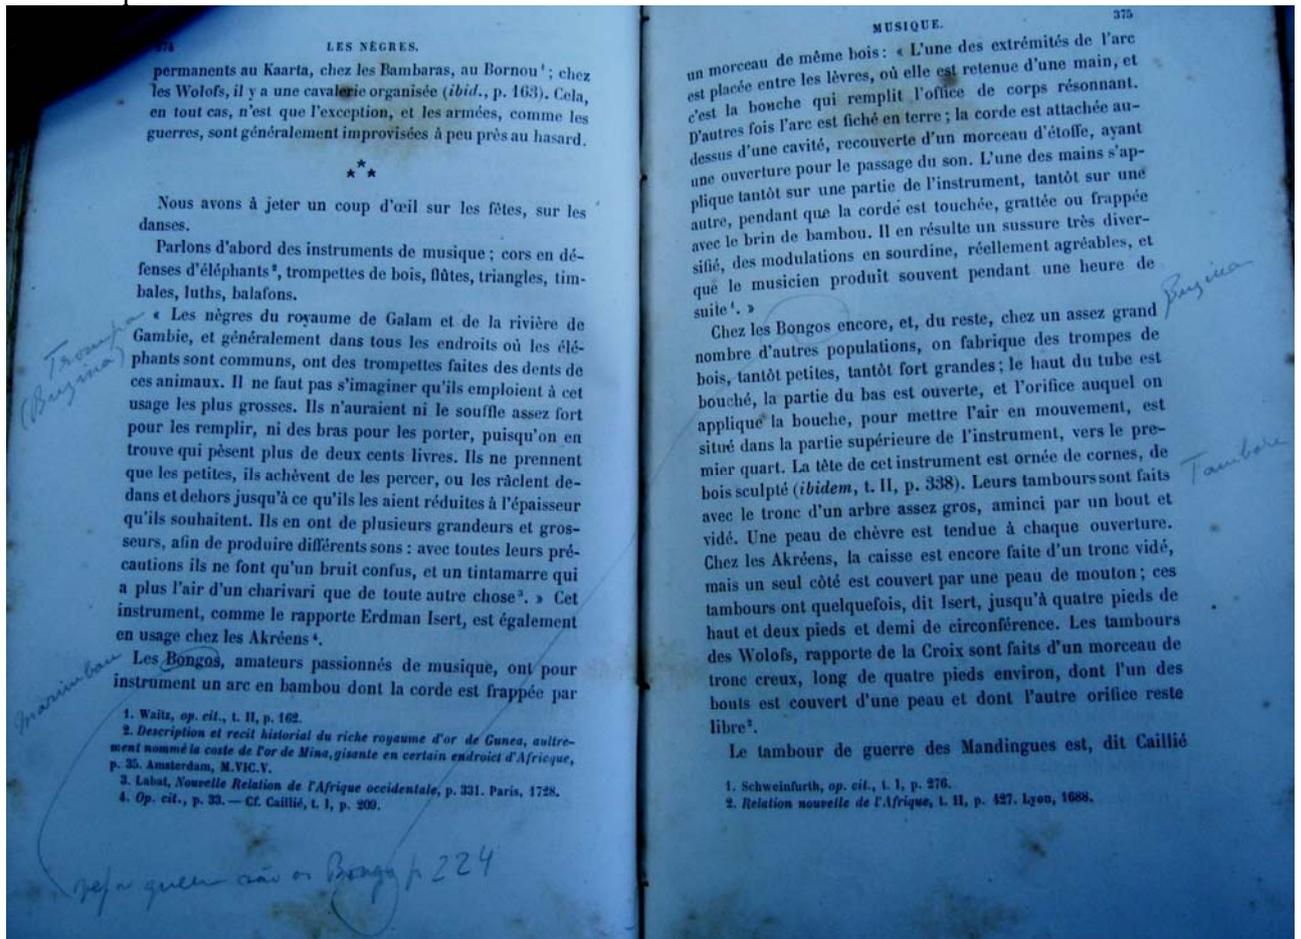 374
LES NÈGRES.
permanents au Kaarta, chez les Bambaras, au Bornou¹ ; chez
les Wolofs, il y a une cavalerie organisée (ibid., p. 163). Cela,
en tout cas, n'est que l'exception, et les armées, comme les
guerres, sont généralement improvisées à peu près au hasard.
⁂
Nous avons à jeter un coup d'œil sur les fêtes, sur les
danses.
Parlons d'abord des instruments de musique ; cors en dé-
fenses d'éléphants², trompettes de bois, flûtes, triangles, tim-
bales, luths, balafons.
« Les nègres du royaume de Galam et de la rivière de
Gambie, et généralement dans tous les endroits où les élé-
phants sont communs, ont des trompettes faites des dents de
ces animaux. Il ne faut pas s'imaginer qu'ils emploient à cet
usage les plus grosses. Ils n'auraient ni le souffle assez fort
pour les remplir, ni des bras pour les porter, puisqu'on en
trouve qui pèsent plus de deux cents livres. Ils ne prennent
que les petites, ils achèvent de les percer, ou les râclent de-
dans et dehors jusqu'à ce qu'ils les aient réduites à l'épaisseur
qu'ils souhaitent. Ils en ont de plusieurs grandeurs et gros-
seurs, afin de produire différents sons : avec toutes leurs pré-
cautions ils ne font qu'un bruit confus, et un tintamarre qui
a plus l'air d'un charivari que de toute autre chose³. » Cet
instrument, comme le rapporte Erdman Isert, est également
en usage chez les Akréens⁴.
Les Bongos, amateurs passionnés de musique, ont pour
instrument un arc en bambou dont la corde est frappée par
1. Waitz, op. cit., t. II, p. 162.
2. Description et recit historial du riche royaume d'or de Gunea, aultre-
ment nommé la coste de l'or de Mina, gisante en certain endroict d'Africque,
p. 35. Amsterdam, M.VIC.V.
3. Labat, Nouvelle Relation de l'Afrique occidentale, p. 331. Paris, 1728.
4. Op. cit., p. 33. — Cf. Caillié, t. I, p. 209.
Trompa
(Buzina)
marimbau
quem são os Bongo p 224
MUSIQUE.
375
un morceau de même bois : « L'une des extrémités de l'arc
est placée entre les lèvres, où elle est retenue d'une main, et
c'est la bouche qui remplit l'office de corps résonnant.
D'autres fois l'arc est fiché en terre ; la corde est attachée au-
dessus d'une cavité, recouverte d'un morceau d'étoffe, ayant
une ouverture pour le passage du son. L'une des mains s'ap-
plique tantôt sur une partie de l'instrument, tantôt sur une
autre, pendant que la corde est touchée, grattée ou frappée
avec le brin de bambou. Il en résulte un sussure très diver-
sifié, des modulations en sourdine, réellement agréables, et
que le musicien produit souvent pendant une heure de
suite¹. »
Chez les Bongos encore, et, du reste, chez un assez grand
nombre d'autres populations, on fabrique des trompes de
bois, tantôt petites, tantôt fort grandes ; le haut du tube est
bouché, la partie du bas est ouverte, et l'orifice auquel on
applique la bouche, pour mettre l'air en mouvement, est
situé dans la partie supérieure de l'instrument, vers le pre-
mier quart. La tête de cet instrument est ornée de cornes, de
bois sculpté (ibidem, t. II, p. 338). Leurs tambours sont faits
avec le tronc d'un arbre assez gros, aminci par un bout et
vidé. Une peau de chèvre est tendue à chaque ouverture.
Chez les Akréens, la caisse est encore faite d'un tronc vidé,
mais un seul côté est couvert par une peau de mouton ; ces
tambours ont quelquefois, dit Isert, jusqu'à quatre pieds de
haut et deux pieds et demi de circonférence. Les tambours
des Wolofs, rapporte de la Croix sont faits d'un morceau de
tronc creux, long de quatre pieds environ, dont l'un des
bouts est couvert d'une peau et dont l'autre orifice reste
libre².
Le tambour de guerre des Mandingues est, dit Caillié
1. Schweinfurth, op. cit., t. I, p. 276.
2. Relation nouvelle de l'Afrique, t. II, p. 427. Lyon, 1688.
Buzina